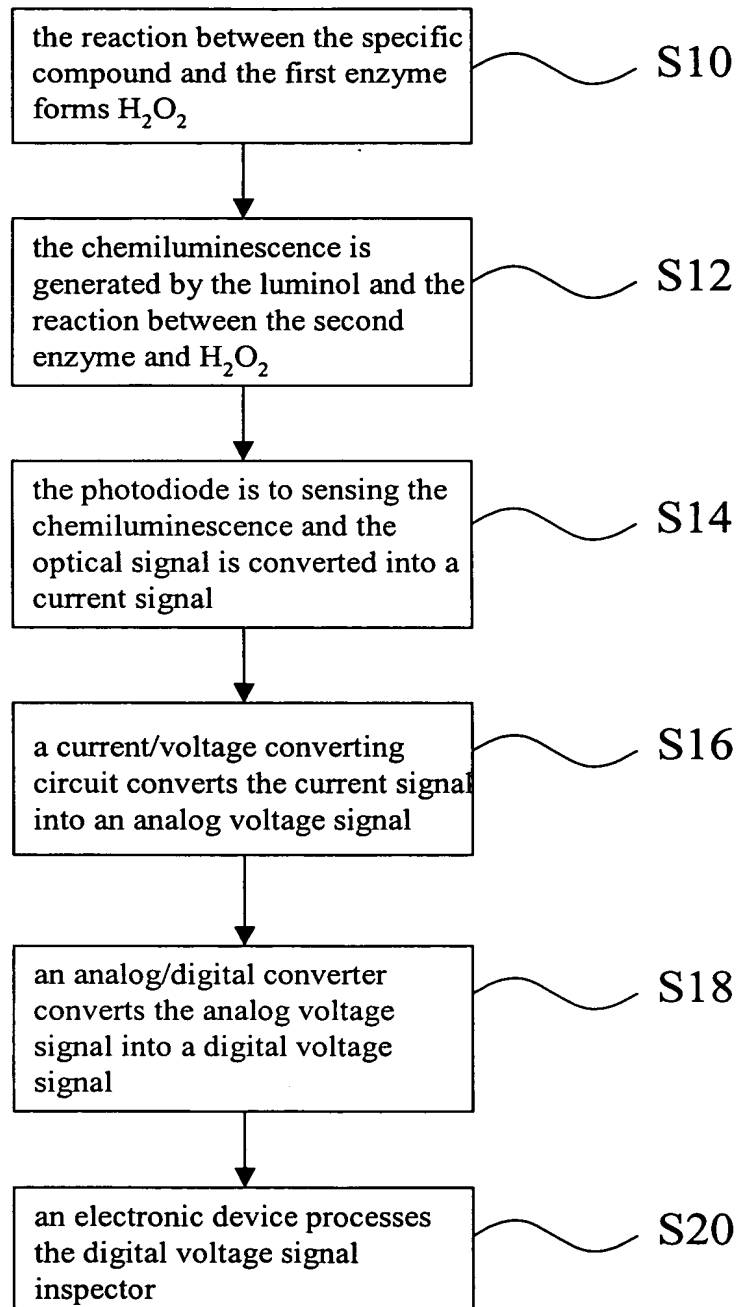 the reaction between the specific
compound and the first enzyme
forms H₂O₂
S10
the chemiluminescence is
generated by the luminol and the
reaction between the second
enzyme and H₂O₂
S12
the photodiode is to sensing the
chemiluminescence and the
optical signal is converted into a
current signal
S14
a current/voltage converting
circuit converts the current signal
into an analog voltage signal
S16
an analog/digital converter
converts the analog voltage
signal into a digital voltage
signal
S18
an electronic device processes
the digital voltage signal
inspector
S20